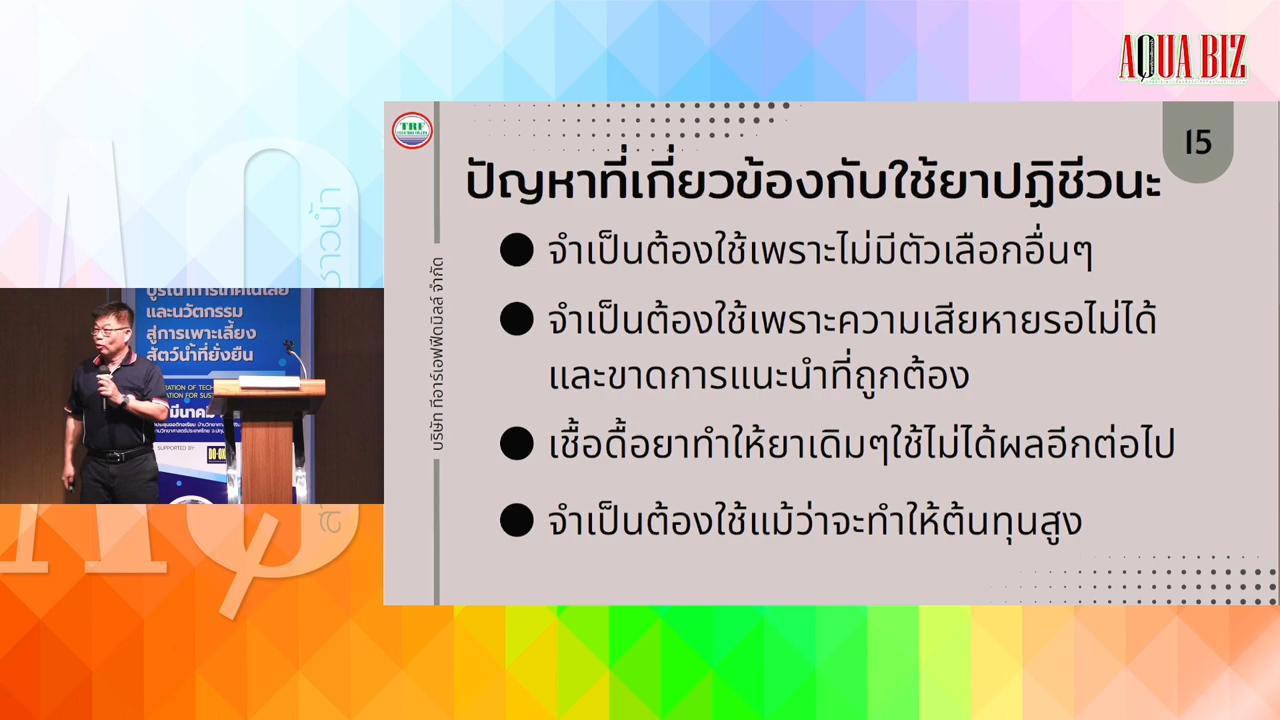 AQUA BIZ
TRF
15
ปัญหาที่เกี่ยวข้องกับใช้ยาปฏิชีวนะ
● จำเป็นต้องใช้เพราะไม่มีตัวเลือกอื่นๆ
● จำเป็นต้องใช้เพราะความเสียหายรอไม่ได้
และขาดการแนะนำที่ถูกต้อง
● เชื้อดื้อยาทำให้ยาเดิมๆใช้ไม่ได้ผลอีกต่อไป
● จำเป็นต้องใช้แม้ว่าจะทำให้ต้นทุนสูง
บริษัท ทีอาร์เอฟฟีดมิลล์ จำกัด
และนวัตกรรม
สู่การเพาะเลี้ยง
สัตว์น้ำที่ยั่งยืน
มีนาคม
SUPPORTED BY